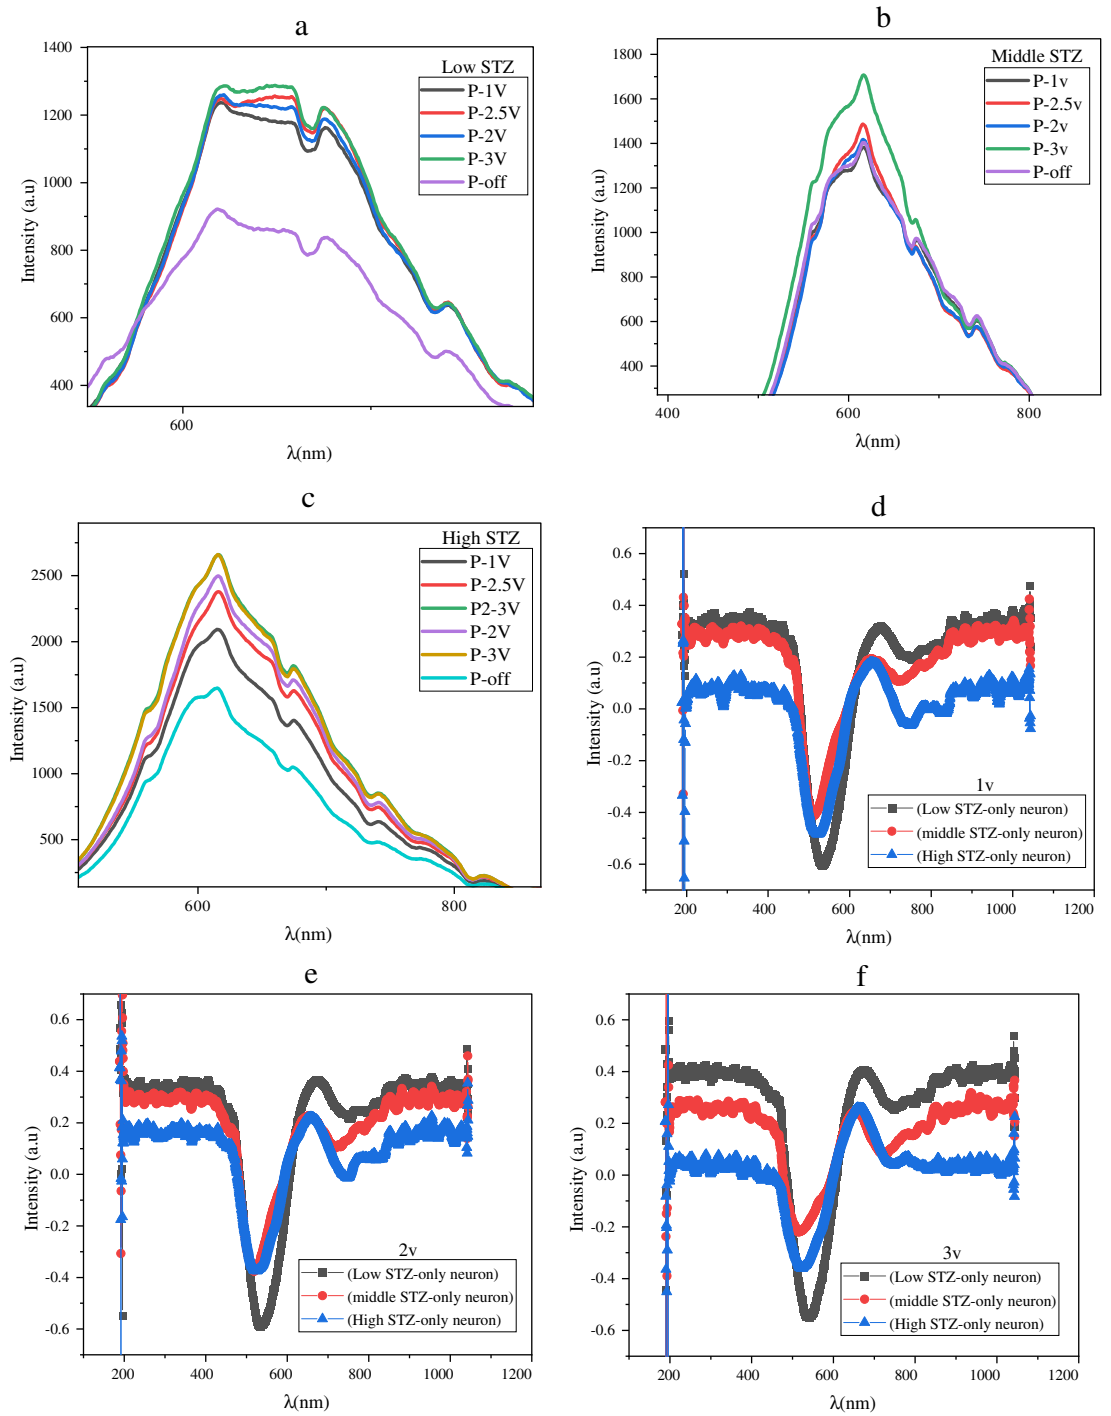 a
1400
1200
1000
800
600
400
600
Intensity (a.u)
λ(nm)
Low STZ
P-1V
P-2.5V
P-2V
P-3V
P-off
b
1800
1600
1400
1200
1000
800
600
400
400
600
800
Intensity (a.u)
λ(nm)
Middle STZ
P-1v
P-2.5v
P-2v
P-3v
P-off
c
2500
2000
1500
1000
500
600
800
Intensity (a.u)
λ(nm)
High STZ
P-1V
P-2.5V
P2-3V
P-2V
P-3V
P-off
d
0.6
0.4
0.2
0.0
-0.2
-0.4
-0.6
200
400
600
800
1000
1200
Intensity (a.u)
λ(nm)
1v
(Low STZ-only neuron)
(middle STZ-only neuron)
(High STZ-only neuron)
e
0.6
0.4
0.2
0.0
-0.2
-0.4
-0.6
200
400
600
800
1000
1200
Intensity (a.u)
λ(nm)
2v
(Low STZ-only neuron)
(middle STZ-only neuron)
(High STZ-only neuron)
f
0.6
0.4
0.2
0.0
-0.2
-0.4
-0.6
200
400
600
800
1000
1200
Intensity (a.u)
λ(nm)
3v
(Low STZ-only neuron)
(middle STZ-only neuron)
(High STZ-only neuron)